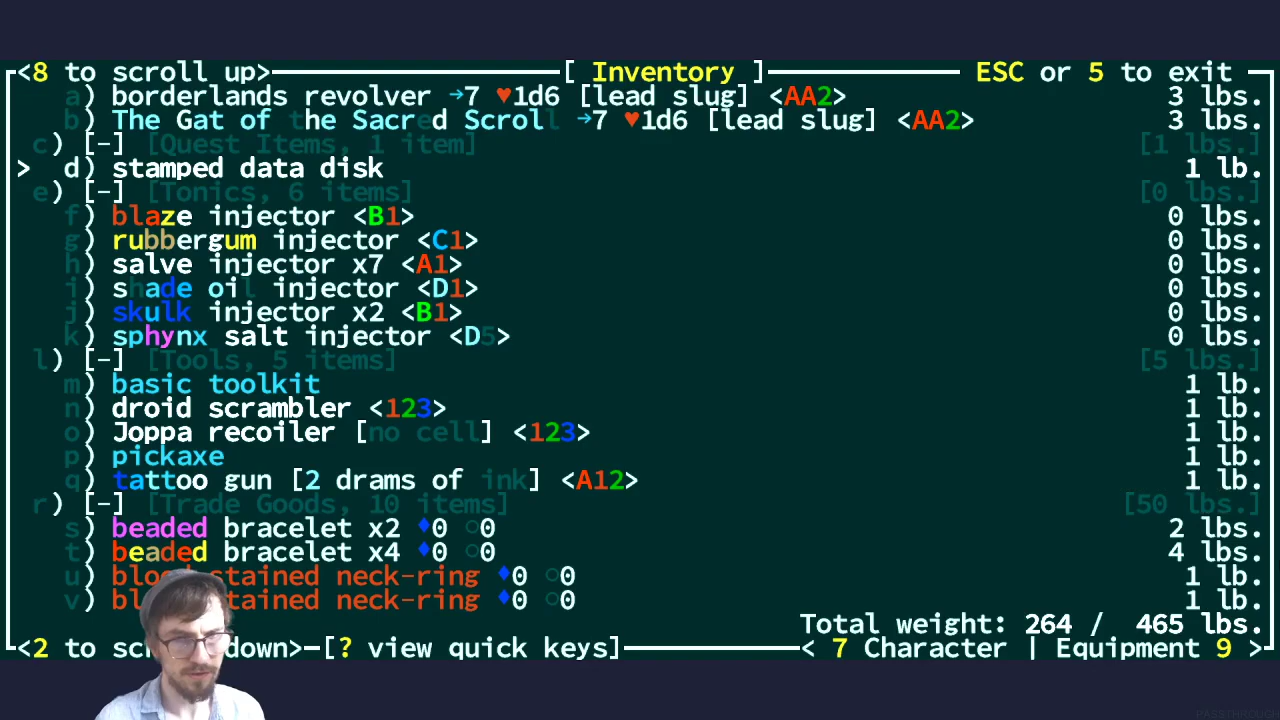 <8 to scroll up> [ Inventory ] ESC or 5 to exit
a) borderlands revolver →7 ♥1d6 [lead slug] <AA2> 3 lbs.
b) The Gat of the Sacred Scroll →7 ♥1d6 [lead slug] <AA2> 3 lbs.
c) [-] [Quest Items, 1 item] [1 lbs.]
> d) stamped data disk 1 lb.
e) [-] [Tonics, 6 items] [0 lbs.]
f) blaze injector <B1> 0 lbs.
g) rubbergum injector <C1> 0 lbs.
h) salve injector x7 <A1> 0 lbs.
i) shade oil injector <D1> 0 lbs.
j) skulk injector x2 <B1> 0 lbs.
k) sphynx salt injector <D5> 0 lbs.
l) [-] [Tools, 5 items] [5 lbs.]
m) basic toolkit 1 lb.
n) droid scrambler <123> 1 lb.
o) Joppa recoiler [no cell] <123> 1 lb.
p) pickaxe 1 lb.
q) tattoo gun [2 drams of ink] <A12> 1 lb.
r) [-] [Trade Goods, 10 items] [50 lbs.]
s) beaded bracelet x2 ♦0 ○0 2 lbs.
t) beaded bracelet x4 ♦0 ○0 4 lbs.
u) blood-stained neck-ring ♦0 ○0 1 lb.
v) bl stained neck-ring ♦0 ○0 1 lb.
Total weight: 264 / 465 lbs.
<2 to sc down> [? view quick keys] < 7 Character | Equipment 9 >